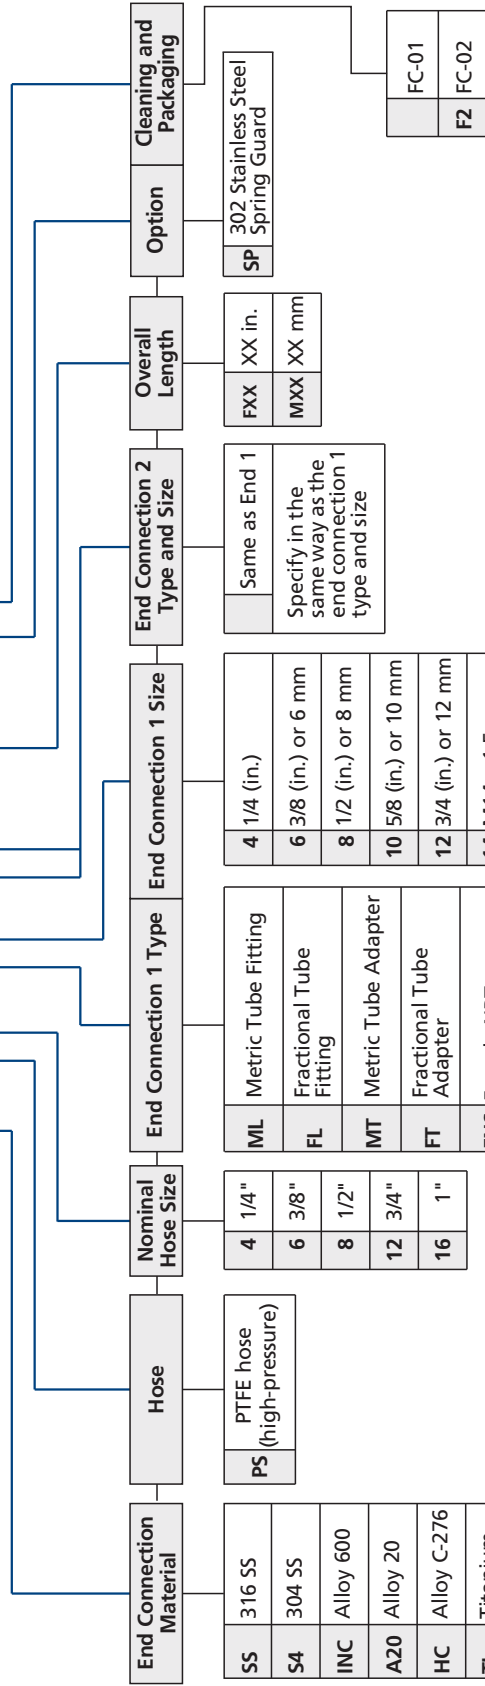 End Connection
Material
SS 316 SS
S4 304 SS
INC Alloy 600
A20 Alloy 20
HC Alloy C-276
Hose
PS PTFE hose
(high-pressure)
Nominal
Hose Size
4 1/4"
6 3/8"
8 1/2"
12 3/4"
16 1"
End Connection 1 Type
ML Metric Tube Fitting
FL Fractional Tube
Fitting
MT Metric Tube Adapter
FT Fractional Tube
Adapter
End Connection 1 Size
4 1/4 (in.)
6 3/8 (in.) or 6 mm
8 1/2 (in.) or 8 mm
10 5/8 (in.) or 10 mm
12 3/4 (in.) or 12 mm
End Connection 2
Type and Size
Same as End 1
Specify in the
same way as the
end connection 1
type and size
Overall
Length
FXX XX in.
MXX XX mm
Option
SP 302 Stainless Steel
Spring Guard
Cleaning and
Packaging
FC-01
F2 FC-02